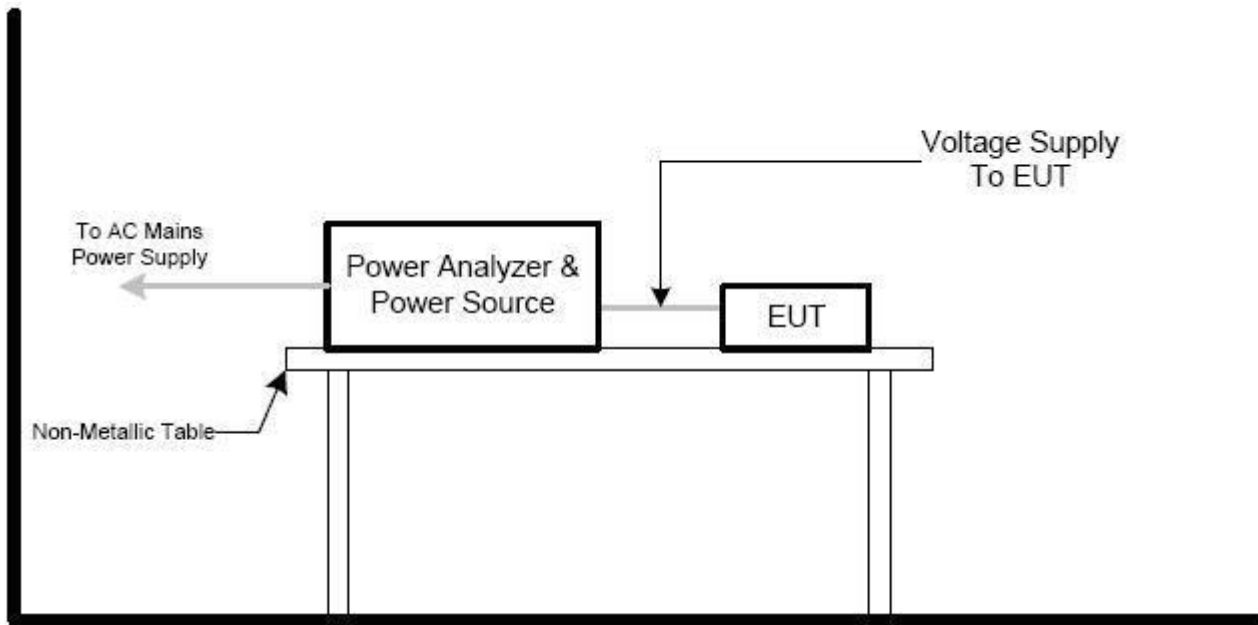 Voltage Supply
To EUT
To AC Mains
Power Supply
Power Analyzer &
Power Source
EUT
Non-Metallic Table